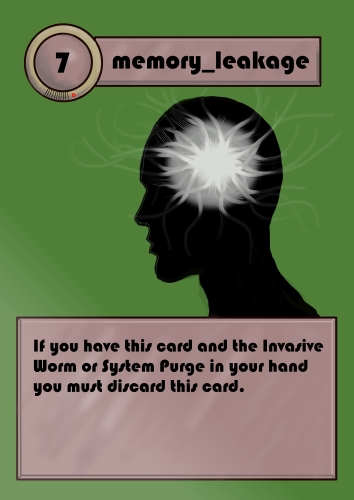 7
memory_leakage
If you have this card and the Invasive
Worm or System Purge in your hand
you must discard this card.